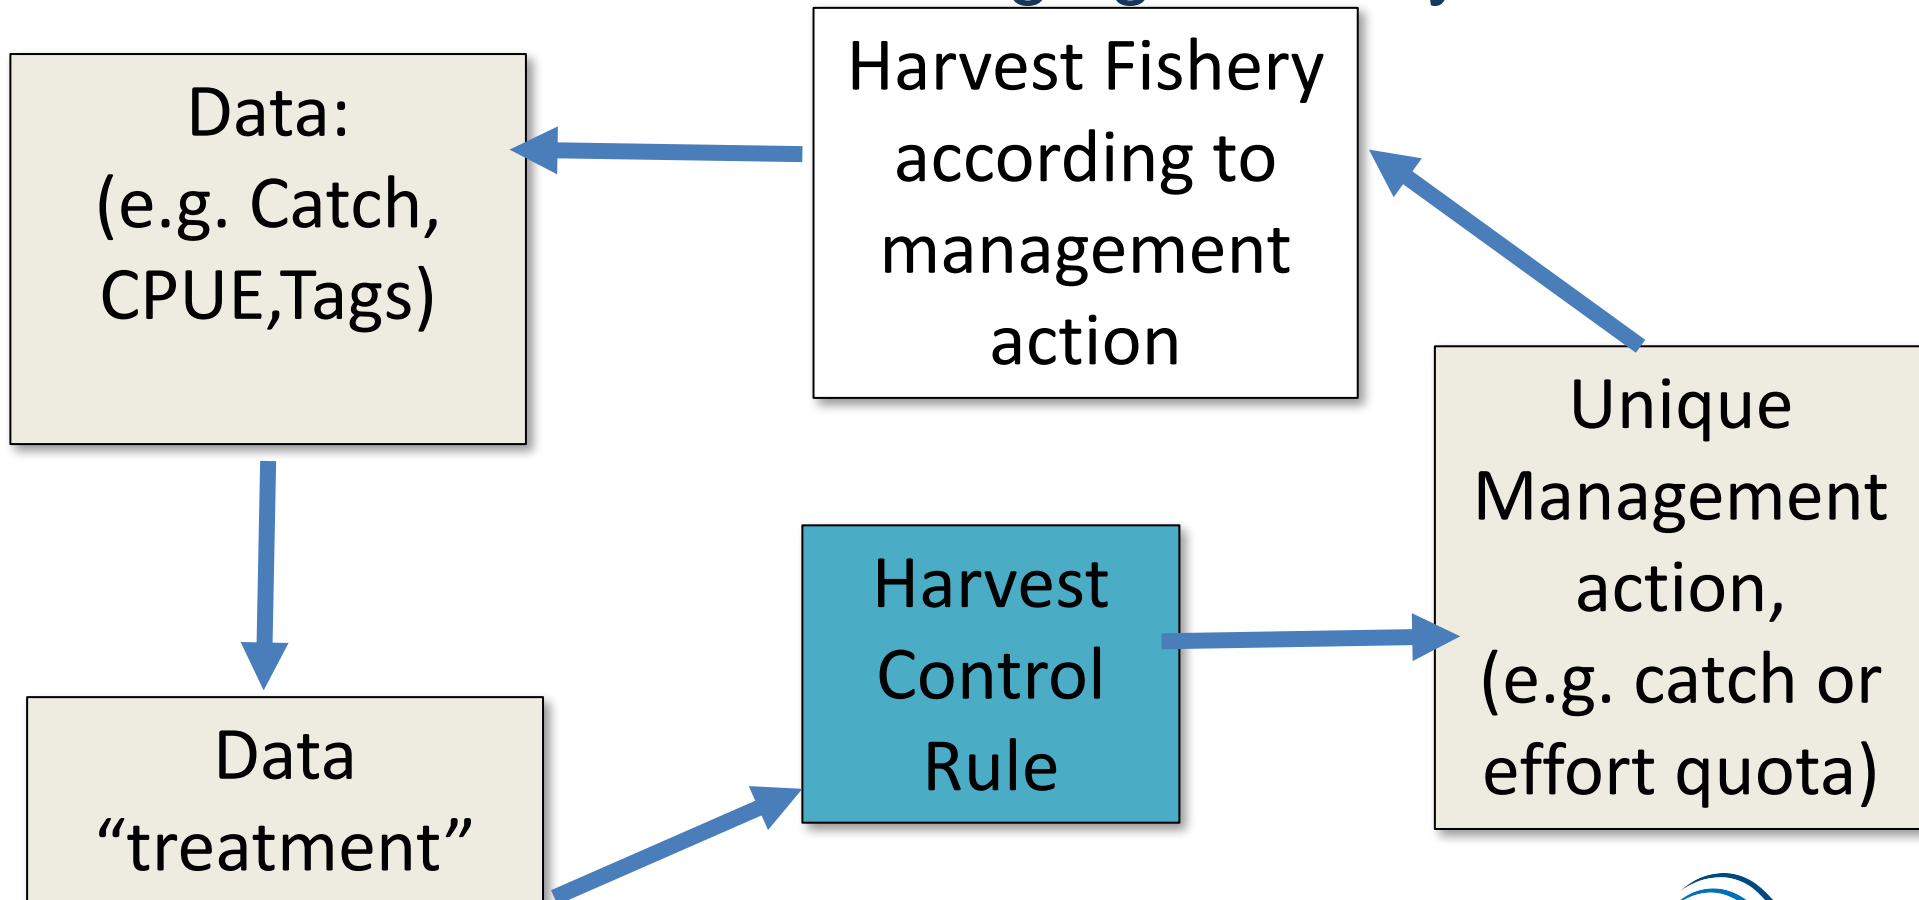 Harvest Fishery
according to
management
action
Data:
(e.g. Catch,
CPUE,Tags)
Unique
Management
action,
(e.g. catch or
effort quota)
Harvest
Control
Rule
Data
“treatment”